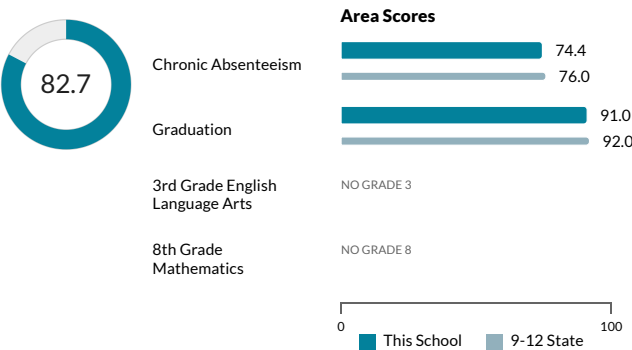 82.7
Area Scores
Chronic Absenteeism
74.4
76.0
Graduation
91.0
92.0
3rd Grade English
Language Arts
NO GRADE 3
8th Grade
Mathematics
NO GRADE 8
0
100
This School
9-12 State